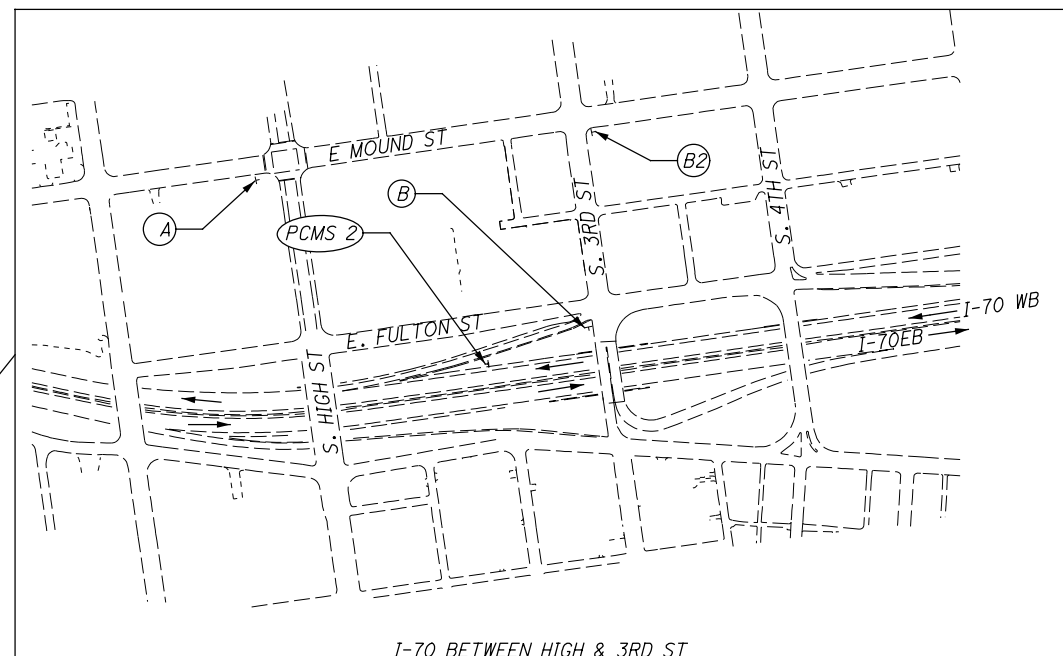 E MOUND ST
B2
A
B
PCMS 2
S. 3RD ST
S. 4TH ST
E. FULTON ST
I-70 WB
I-70EB
S. HIGH ST
I-70 BETWEEN HIGH & 3RD ST